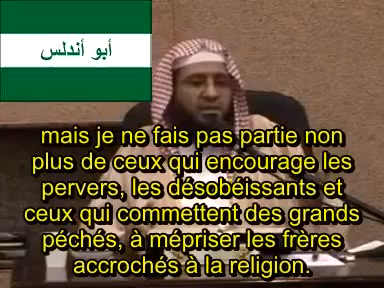 أبو أندلس
mais je ne fais pas partie non
plus de ceux qui encourage les
pervers, les désobéissants et
ceux qui commettent des grands
péchés, à mépriser les frères
accrochés à la religion.